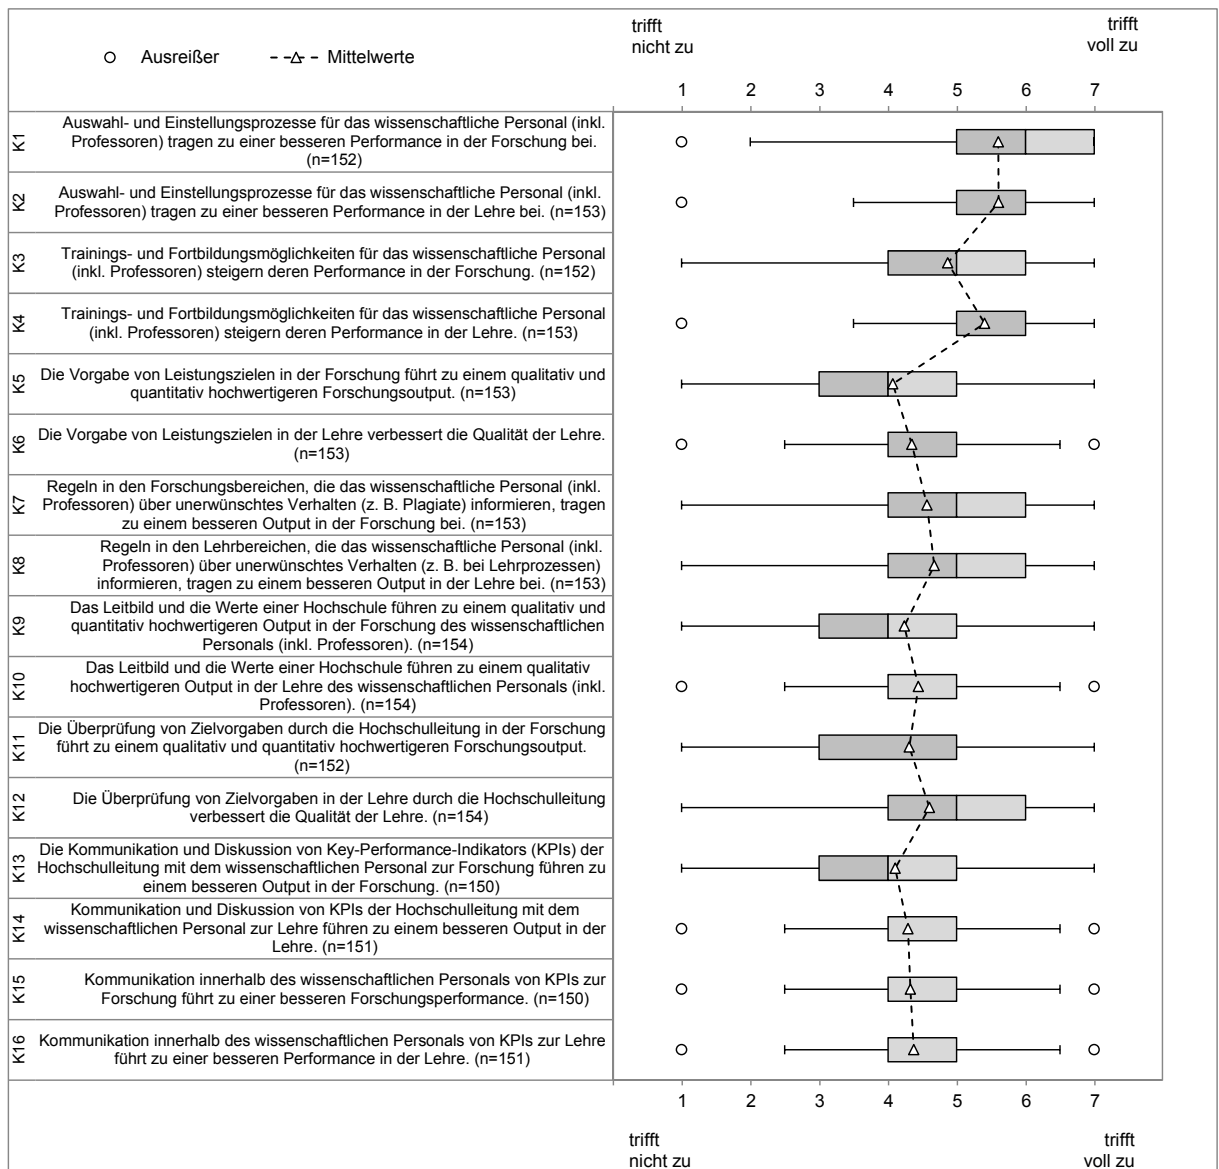 trifft
nicht zu
trifft
voll zu
Ausreißer
Mittelwerte
1 2 3 4 5 6 7
K1
Auswahl- und Einstellungsprozesse für das wissenschaftliche Personal (inkl.
Professoren) tragen zu einer besseren Performance in der Forschung bei.
(n=152)
K2
Auswahl- und Einstellungsprozesse für das wissenschaftliche Personal (inkl.
Professoren) tragen zu einer besseren Performance in der Lehre bei. (n=153)
K3
Trainings- und Fortbildungsmöglichkeiten für das wissenschaftliche Personal
(inkl. Professoren) steigern deren Performance in der Forschung. (n=152)
K4
Trainings- und Fortbildungsmöglichkeiten für das wissenschaftliche Personal
(inkl. Professoren) steigern deren Performance in der Lehre. (n=153)
K5
Die Vorgabe von Leistungszielen in der Forschung führt zu einem qualitativ und
quantitativ hochwertigeren Forschungsoutput. (n=153)
K6
Die Vorgabe von Leistungszielen in der Lehre verbessert die Qualität der Lehre.
(n=153)
K7
Regeln in den Forschungsbereichen, die das wissenschaftliche Personal (inkl.
Professoren) über unerwünschtes Verhalten (z. B. Plagiate) informieren, tragen
zu einem besseren Output in der Forschung bei. (n=153)
K8
Regeln in den Lehrbereichen, die das wissenschaftliche Personal (inkl.
Professoren) über unerwünschtes Verhalten (z. B. bei Lehrprozessen)
informieren, tragen zu einem besseren Output in der Lehre bei. (n=153)
K9
Das Leitbild und die Werte einer Hochschule führen zu einem qualitativ und
quantitativ hochwertigeren Output in der Forschung des wissenschaftlichen
Personals (inkl. Professoren). (n=154)
K10
Das Leitbild und die Werte einer Hochschule führen zu einem qualitativ
hochwertigeren Output in der Lehre des wissenschaftlichen Personals (inkl.
Professoren). (n=154)
K11
Die Überprüfung von Zielvorgaben durch die Hochschulleitung in der Forschung
führt zu einem qualitativ und quantitativ hochwertigeren Forschungsoutput.
(n=152)
K12
Die Überprüfung von Zielvorgaben in der Lehre durch die Hochschulleitung
verbessert die Qualität der Lehre. (n=154)
K13
Die Kommunikation und Diskussion von Key-Performance-Indikators (KPIs) der
Hochschulleitung mit dem wissenschaftlichen Personal zur Forschung führen zu
einem besseren Output in der Forschung. (n=150)
K14
Kommunikation und Diskussion von KPIs der Hochschulleitung mit dem
wissenschaftlichen Personal zur Lehre führen zu einem besseren Output in der
Lehre. (n=151)
K15
Kommunikation innerhalb des wissenschaftlichen Personals von KPIs zur
Forschung führt zu einer besseren Forschungsperformance. (n=150)
K16
Kommunikation innerhalb des wissenschaftlichen Personals von KPIs zur Lehre
führt zu einer besseren Performance in der Lehre. (n=151)
1 2 3 4 5 6 7
trifft
nicht zu
trifft
voll zu